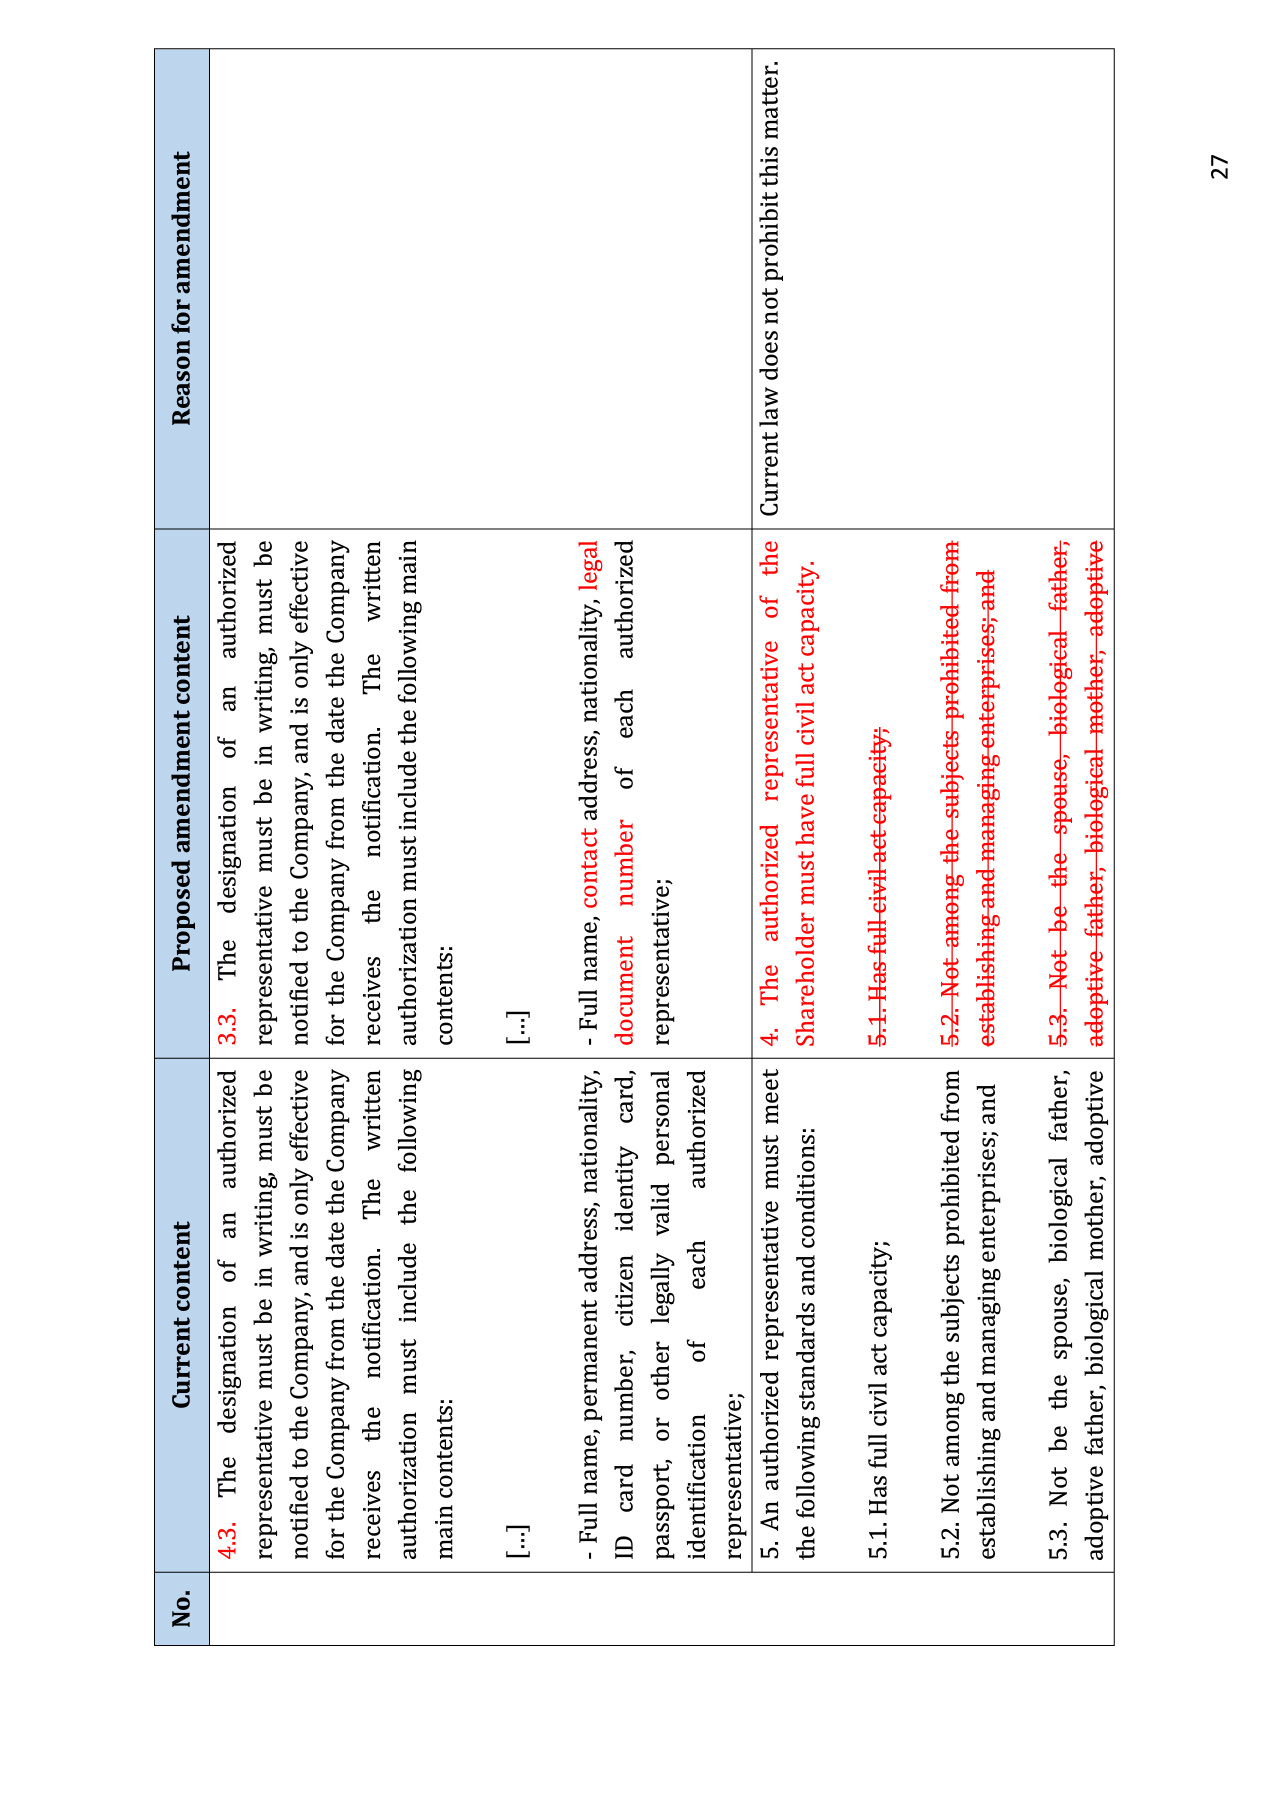 No.
Current content
Proposed amendment content
Reason for amendment
4.3. The designation of an authorized
representative must be in writing, must be
notified to the Company, and is only effective
for the Company from the date the Company
receives the notification. The written
authorization must include the following
main contents:
[...]
- Full name, permanent address, nationality,
ID card number, citizen identity card,
passport, or other legally valid personal
identification of each authorized
representative;
3.3. The designation of an authorized
representative must be in writing, must be
notified to the Company, and is only effective
for the Company from the date the Company
receives the notification. The written
authorization must include the following main
contents:
[...]
- Full name, contact address, nationality, legal
document number of each authorized
representative;
5. An authorized representative must meet
the following standards and conditions:
5.1. Has full civil act capacity;
5.2. Not among the subjects prohibited from
establishing and managing enterprises; and
5.3. Not be the spouse, biological father,
adoptive father, biological mother, adoptive
4. The authorized representative of the
Shareholder must have full civil act capacity.
5.1. Has full civil act capacity;
5.2. Not among the subjects prohibited from
establishing and managing enterprises; and
5.3. Not be the spouse, biological father,
adoptive father, biological mother, adoptive
Current law does not prohibit this matter.
27